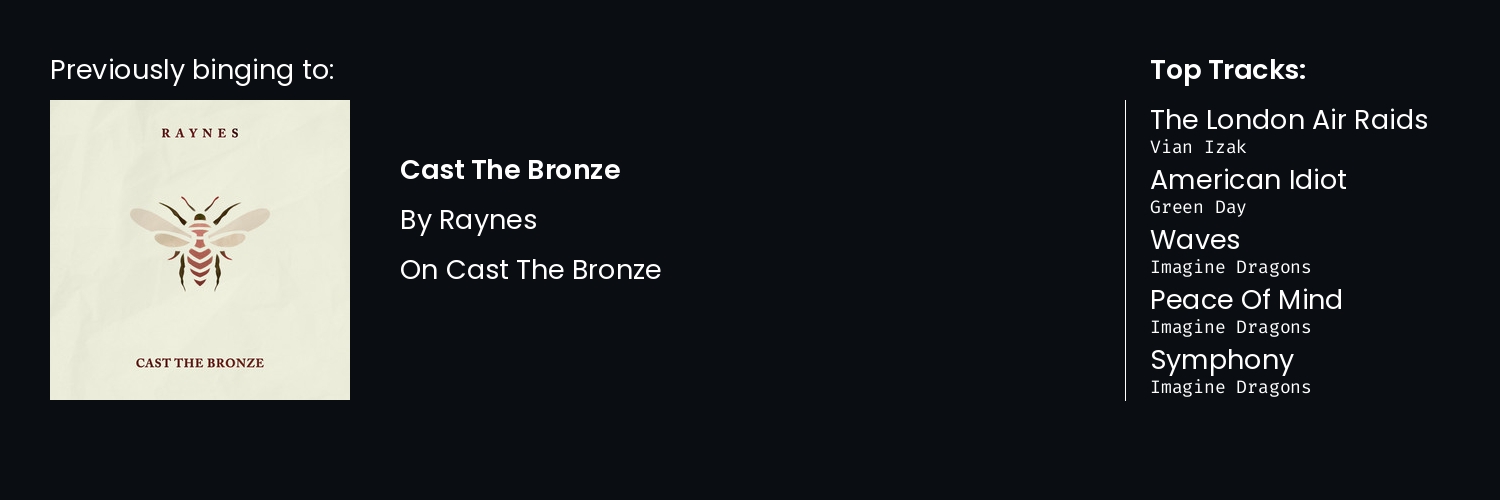 Previously binging to:
RAYNES
CAST THE BRONZE
Cast The Bronze
By Raynes
On Cast The Bronze
Top Tracks:
The London Air Raids
Vian Izak
American Idiot
Green Day
Waves
Imagine Dragons
Peace Of Mind
Imagine Dragons
Symphony
Imagine Dragons